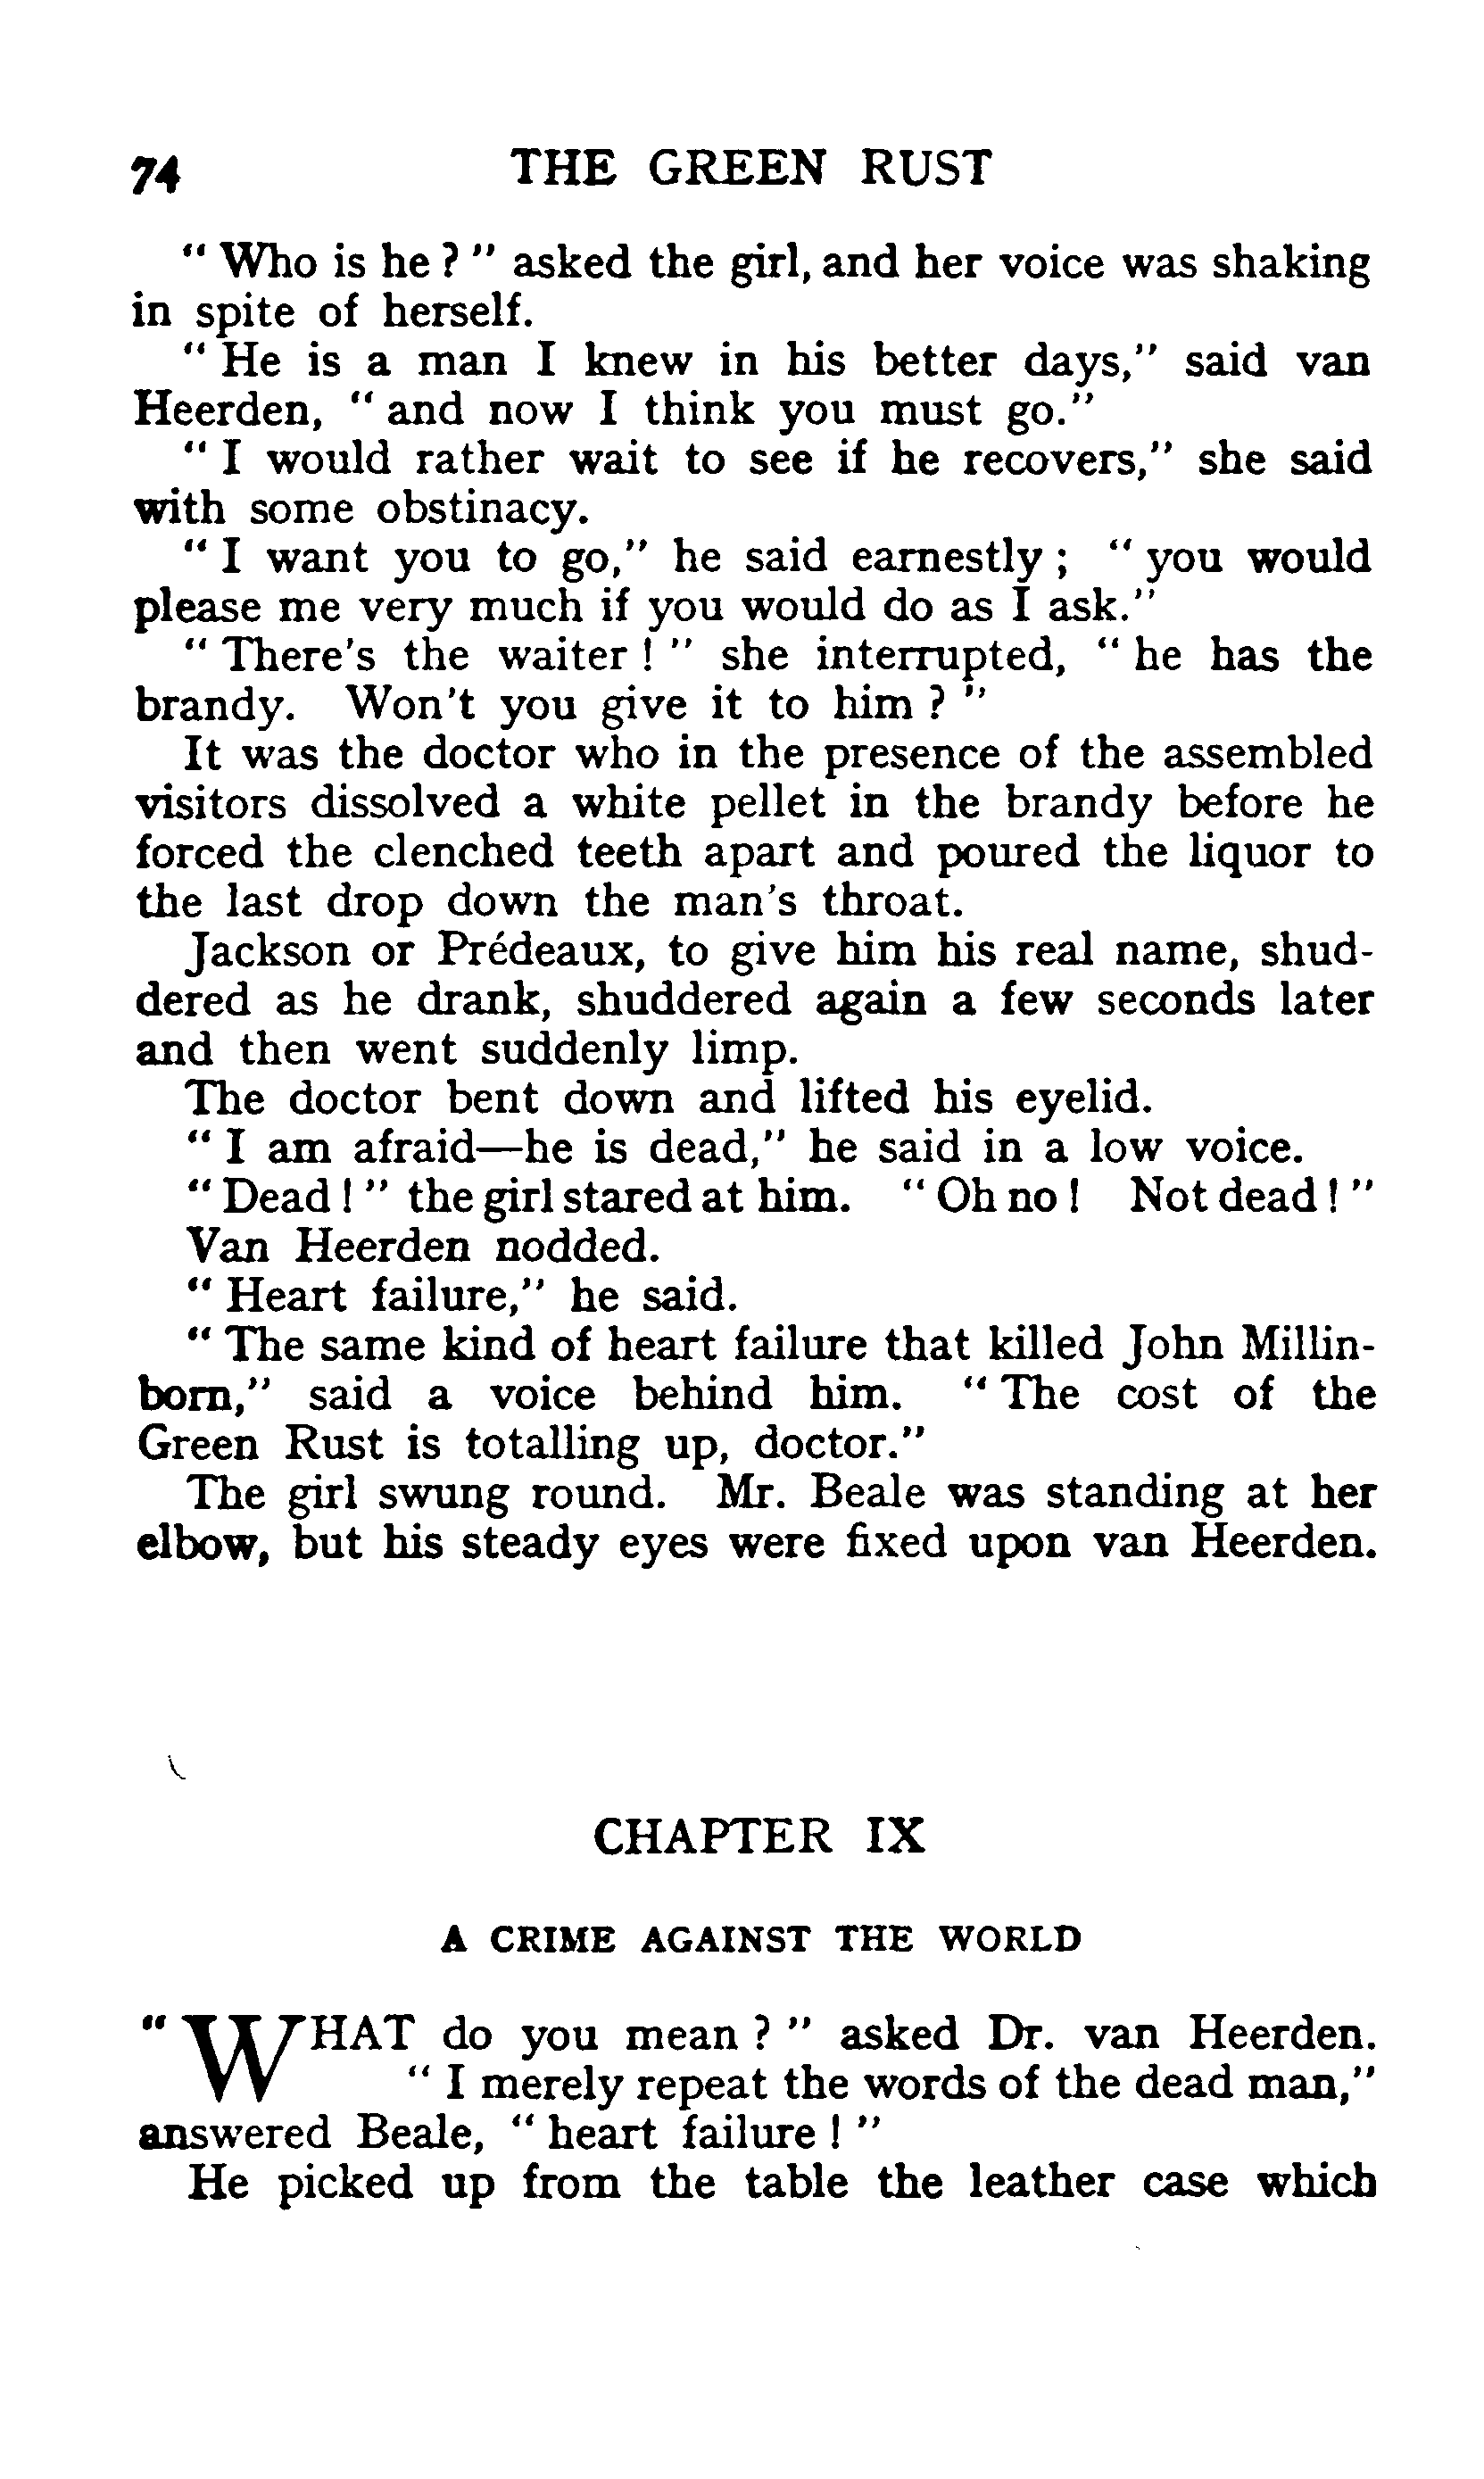 74 THE GREEN RUST
" Who is he ? " asked the girl, and her voice was shaking
in spite of herself.
" He is a man I knew in his better days," said van
Heerden, " and now I think you must go."
" I would rather wait to see if he recovers," she said
with some obstinacy.
" I want you to go," he said earnestly ; " you would
please me very much if you would do as I ask."
" There's the waiter ! " she interrupted, " he has the
brandy. Won't you give it to him ? "
It was the doctor who in the presence of the assembled
visitors dissolved a white pellet in the brandy before he
forced the clenched teeth apart and poured the liquor to
the last drop down the man's throat.
Jackson or Prédeaux, to give him his real name, shud-
dered as he drank, shuddered again a few seconds later
and then went suddenly limp.
The doctor bent down and lifted his eyelid.
" I am afraid—he is dead," he said in a low voice.
" Dead ! " the girl stared at him. " Oh no ! Not dead ! "
Van Heerden nodded.
" Heart failure," he said.
" The same kind of heart failure that killed John Millin-
born," said a voice behind him. " The cost of the
Green Rust is totalling up, doctor."
The girl swung round. Mr. Beale was standing at her
elbow, but his steady eyes were fixed upon van Heerden.
CHAPTER IX
A CRIME AGAINST THE WORLD
" WHAT do you mean ? " asked Dr. van Heerden.
" I merely repeat the words of the dead man,"
answered Beale, " heart failure ! "
He picked up from the table the leather case which